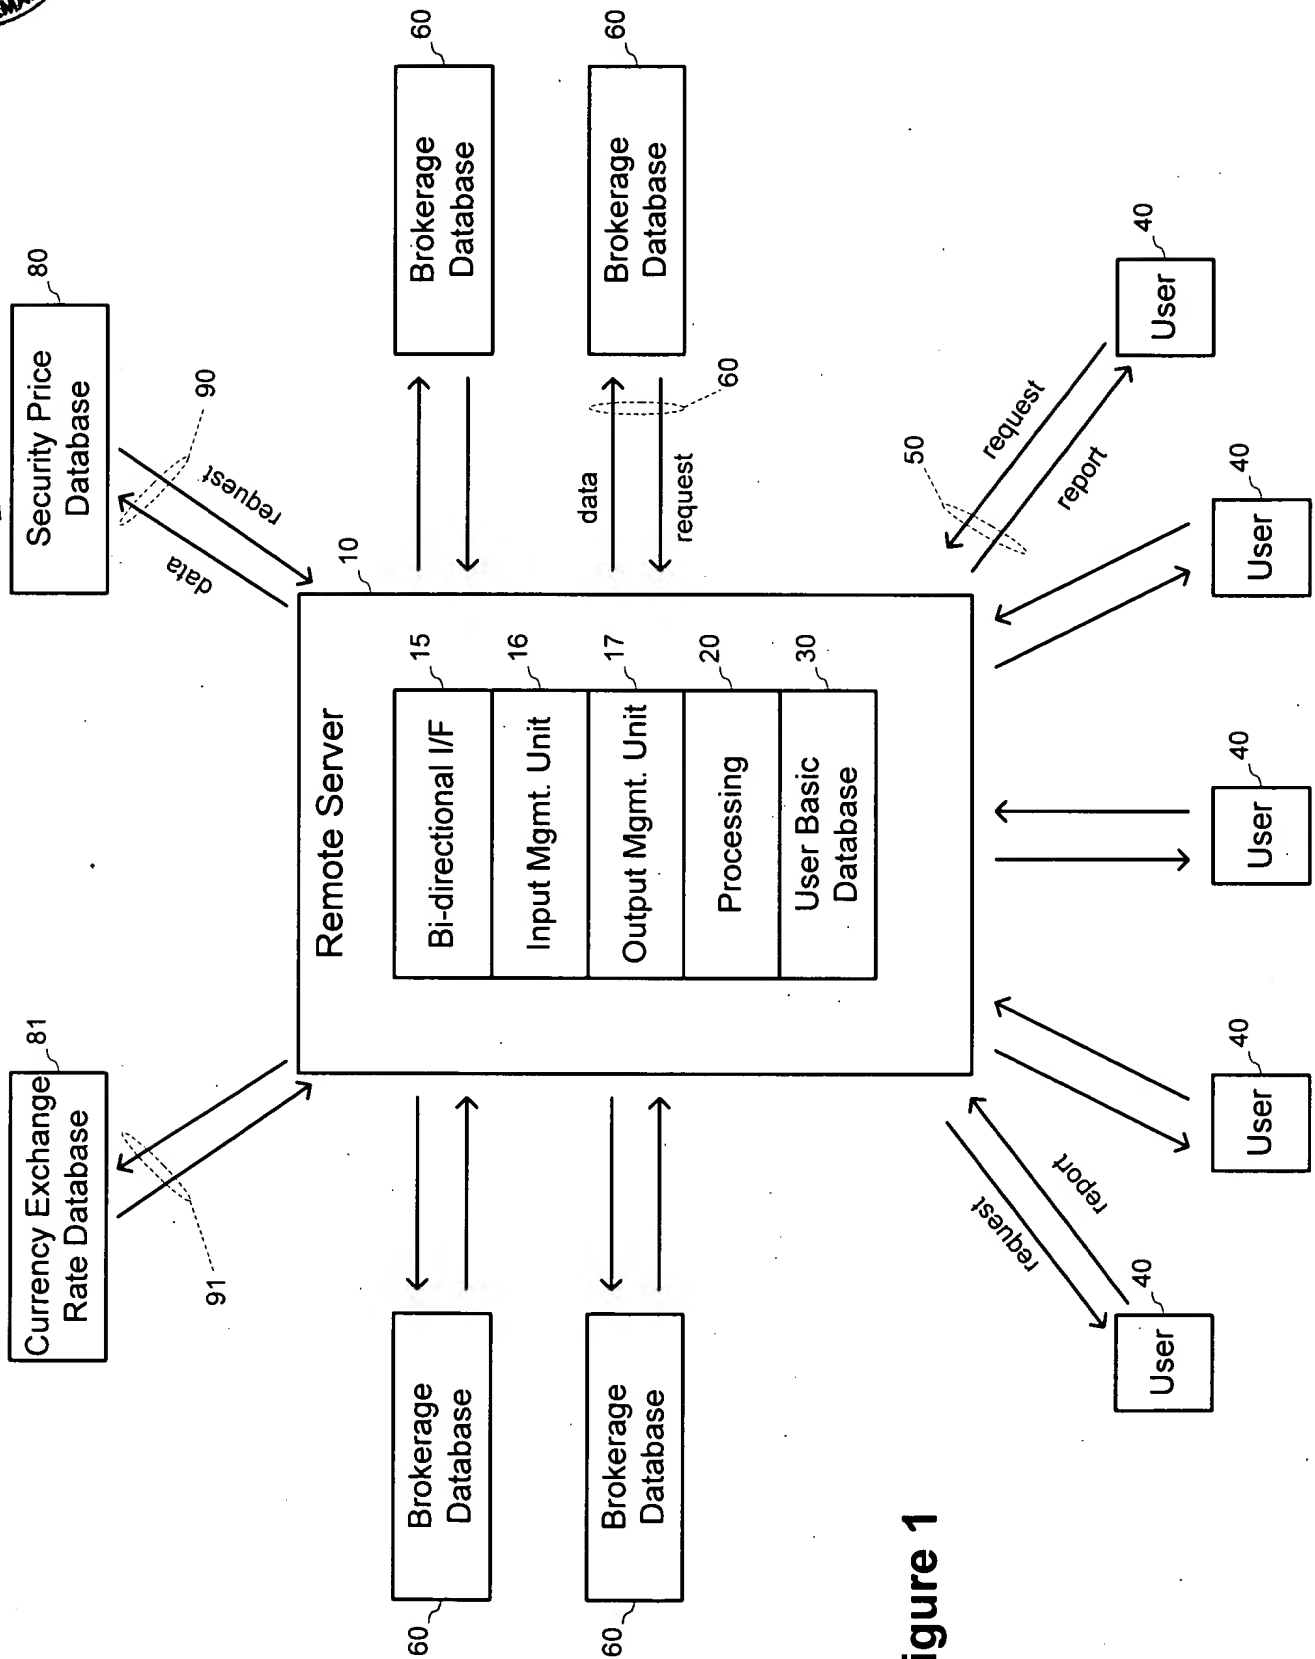 Currency Exchange
Rate Database
81
91
Security Price
Database
80
90
data
request
Remote Server
10
Bi-directional I/F
15
Input Mgmt. Unit
16
Output Mgmt. Unit
17
Processing
20
User Basic
Database
30
Brokerage
Database
60
Brokerage
Database
60
Brokerage
Database
60
Brokerage
Database
60
data
request
60
request
report
User
40
User
40
User
40
User
40
User
40
50
request
report
igure 1